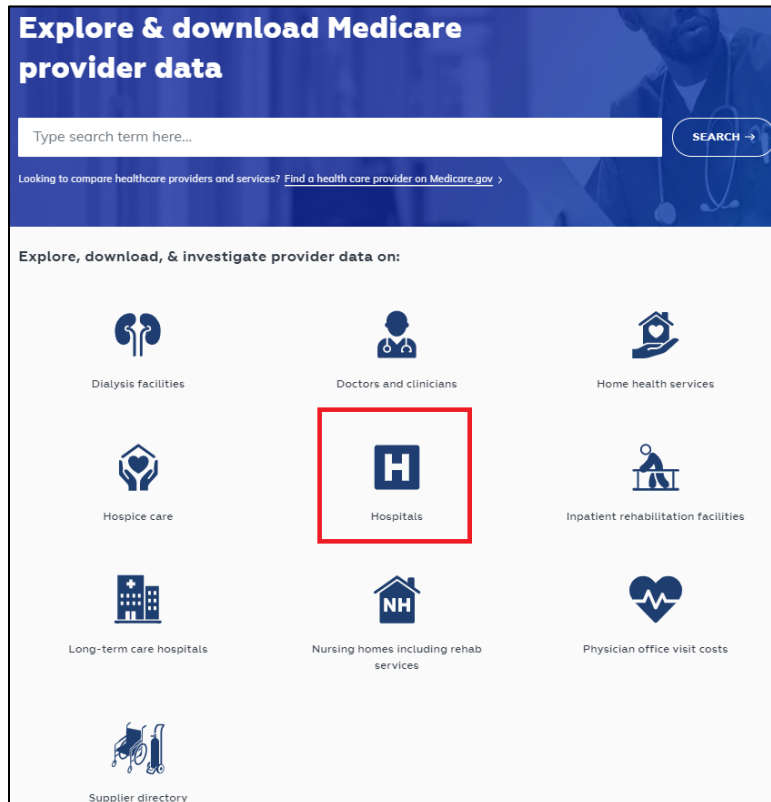 Explore & download Medicare
provider data
Type search term here...
SEARCH →
Looking to compare healthcare providers and services? Find a health care provider on Medicare.gov >
Explore, download, & investigate provider data on:
Dialysis facilities
Doctors and clinicians
Home health services
H
Hospice care
Hospitals
Inpatient rehabilitation facilities
NH
Long-term care hospitals
Nursing homes including rehab
services
Physician office visit costs
Supplier directory